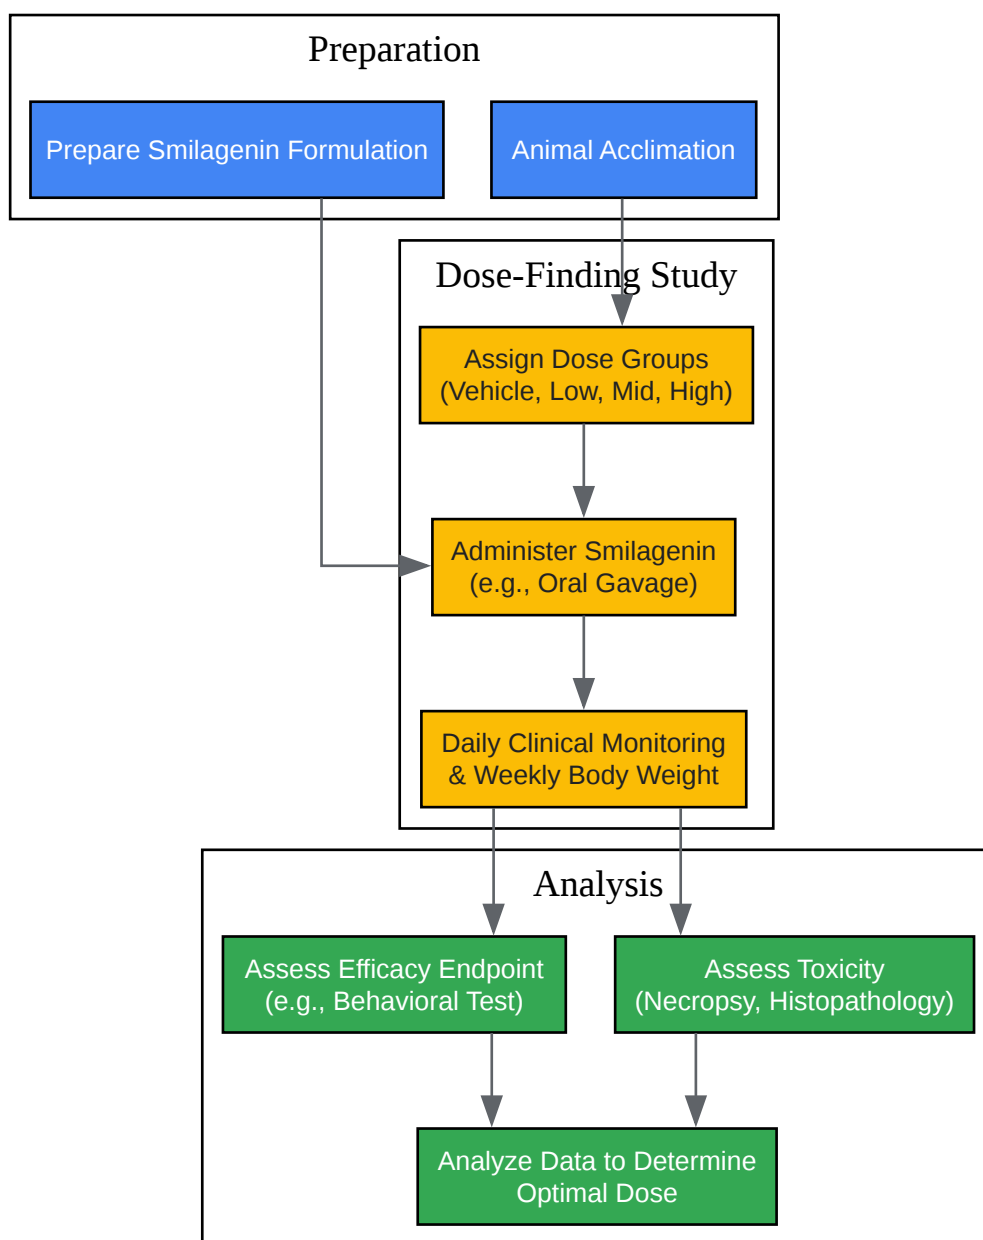 Preparation
Prepare Smilagenin Formulation
Animal Acclimation
Dose-Finding Study
Assign Dose Groups
(Vehicle, Low, Mid, High)
Administer Smilagenin
(e.g., Oral Gavage)
Daily Clinical Monitoring
& Weekly Body Weight
Analysis
Assess Efficacy Endpoint
(e.g., Behavioral Test)
Assess Toxicity
(Necropsy, Histopathology)
Analyze Data to Determine
Optimal Dose